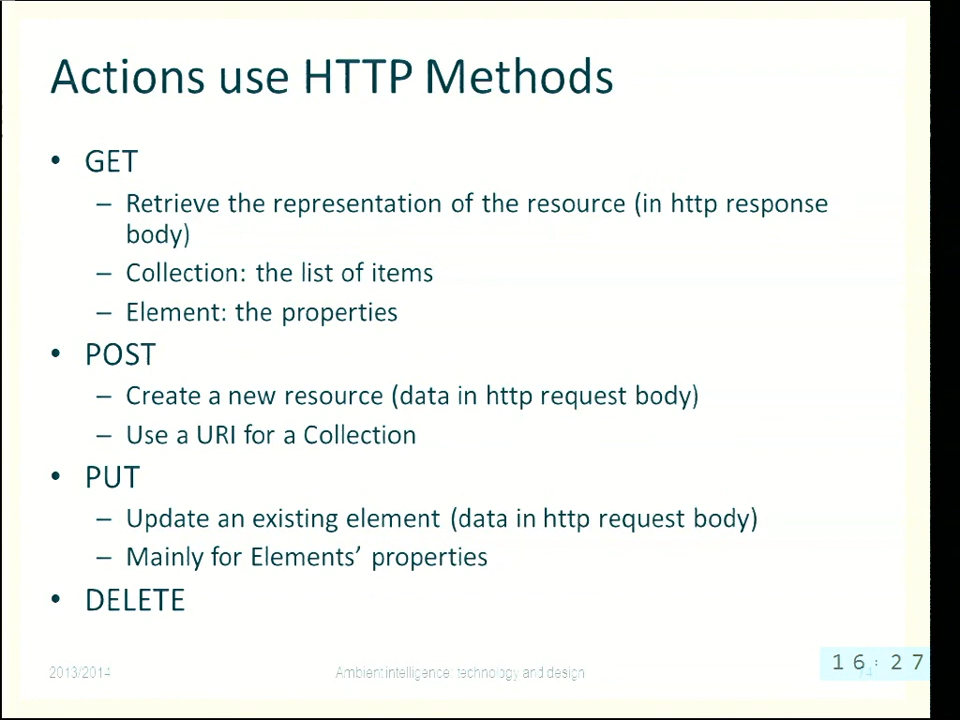 Actions use HTTP Methods
• GET
– Retrieve the representation of the resource (in http response
body)
– Collection: the list of items
– Element: the properties
• POST
– Create a new resource (data in http request body)
– Use a URI for a Collection
• PUT
– Update an existing element (data in http request body)
– Mainly for Elements’ properties
• DELETE
2013/2014
Ambient intelligence: technology and design
16:27